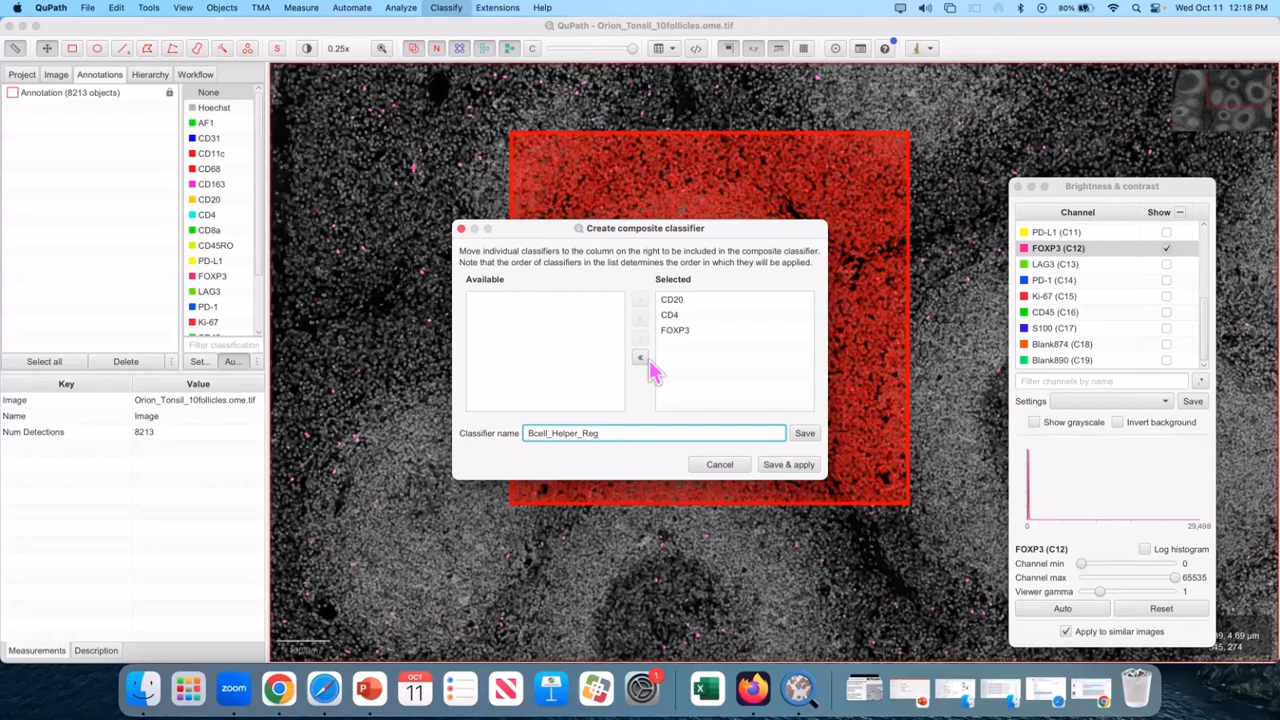 QuPath File Edit Tools View Objects TMA Measure Automate Analyze Classify Extensions Help 80% Wed Oct 11 12:18 PM
QuPath - Orion_Tonsil_10follicles.ome.tif
S 0.25x N C x,y
Project Image Annotations Hierarchy Workflow
Annotation (8213 objects)
None
Hoechst
AF1
CD31
CD11c
CD68
CD163
CD20
CD4
CD8a
CD45RO
PD-L1
FOXP3
LAG3
PD-1
Ki-67
Filter classification
Select all Delete Set... Au...
Key Value
Image Orion_Tonsil_10follicles.ome.tif
Name Image
Num Detections 8213
Measurements Description
Create composite classifier
Move individual classifiers to the column on the right to be included in the composite classifier.
Note that the order of classifiers in the list determines the order in which they will be applied.
Available Selected
CD20
CD4
FOXP3
«
Classifier name Bcell_Helper_Reg Save
Cancel Save & apply
Brightness & contrast
Channel Show
PD-L1 (C11)
FOXP3 (C12)
LAG3 (C13)
PD-1 (C14)
Ki-67 (C15)
CD45 (C16)
S100 (C17)
Blank874 (C18)
Blank890 (C19)
Filter channels by name .*
Settings Save
Show grayscale Invert background
0 29,498
FOXP3 (C12) Log histogram
Channel min 0
Channel max 65535
Viewer gamma 1
Auto Reset
Apply to similar images
OCT
11
zoom
1